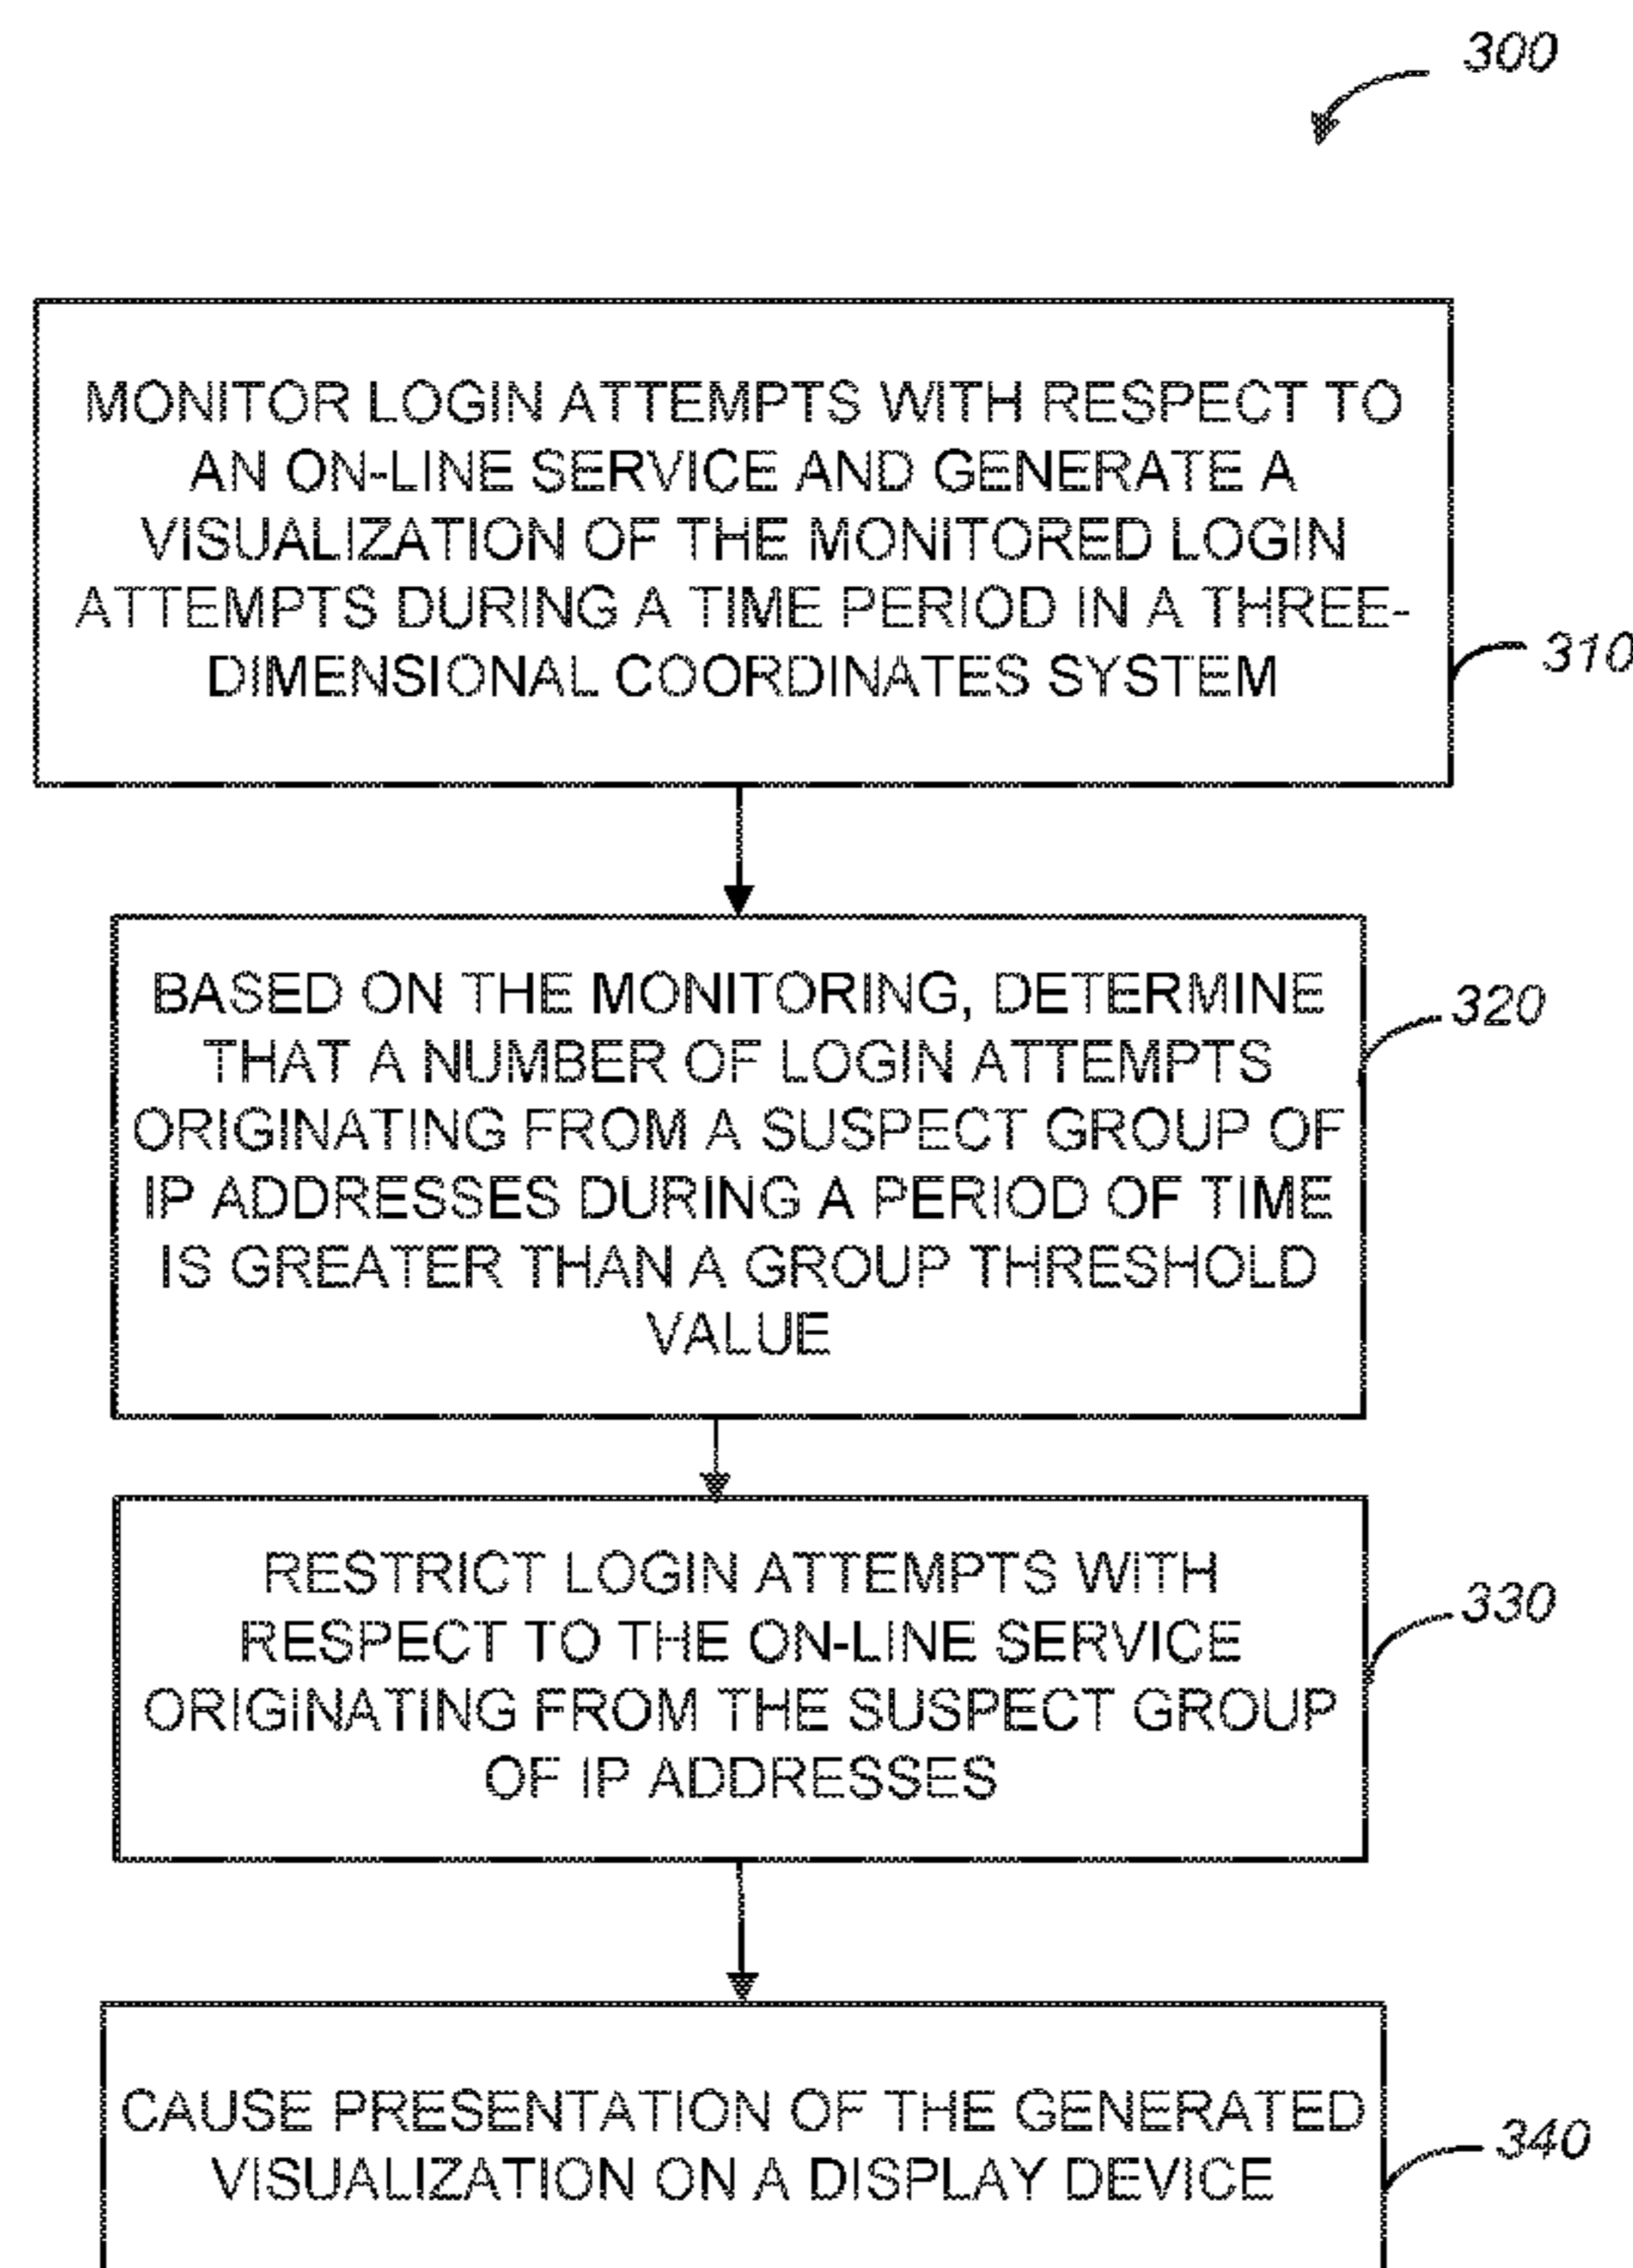 300
MONITOR LOGIN ATTEMPTS WITH RESPECT TO
AN ON-LINE SERVICE AND GENERATE A
VISUALIZATION OF THE MONITORED LOGIN
ATTEMPTS DURING A TIME PERIOD IN A THREE-
DIMENSIONAL COORDINATES SYSTEM
310
BASED ON THE MONITORING, DETERMINE
THAT A NUMBER OF LOGIN ATTEMPTS
ORIGINATING FROM A SUSPECT GROUP OF
IP ADDRESSES DURING A PERIOD OF TIME
IS GREATER THAN A GROUP THRESHOLD
VALUE
320
RESTRICT LOGIN ATTEMPTS WITH
RESPECT TO THE ON-LINE SERVICE
ORIGINATING FROM THE SUSPECT GROUP
OF IP ADDRESSES
330
CAUSE PRESENTATION OF THE GENERATED
VISUALIZATION ON A DISPLAY DEVICE
340